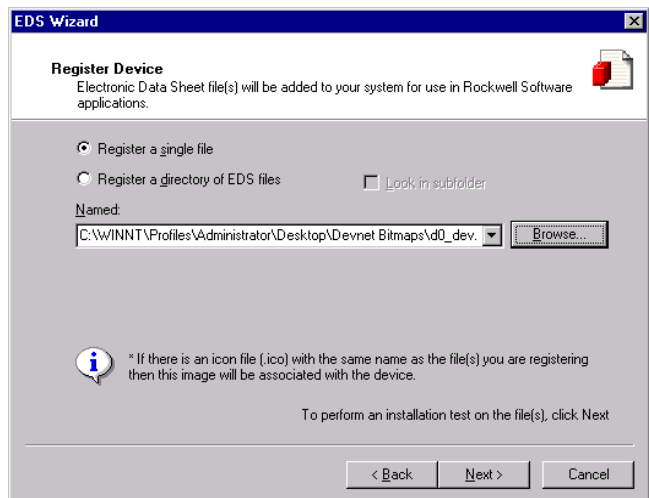 EDS Wizard
Register Device
Electronic Data Sheet file(s) will be added to your system for use in Rockwell Software
applications.
Register a single file
Register a directory of EDS files
Look in subfolder
Named:
C:\WINNT\Profiles\Administrator\Desktop\Devnet Bitmaps\d0_dev.
Browse...
* If there is an icon file (.ico) with the same name as the file(s) you are registering
then this image will be associated with the device.
To perform an installation test on the file(s), click Next
< Back
Next >
Cancel